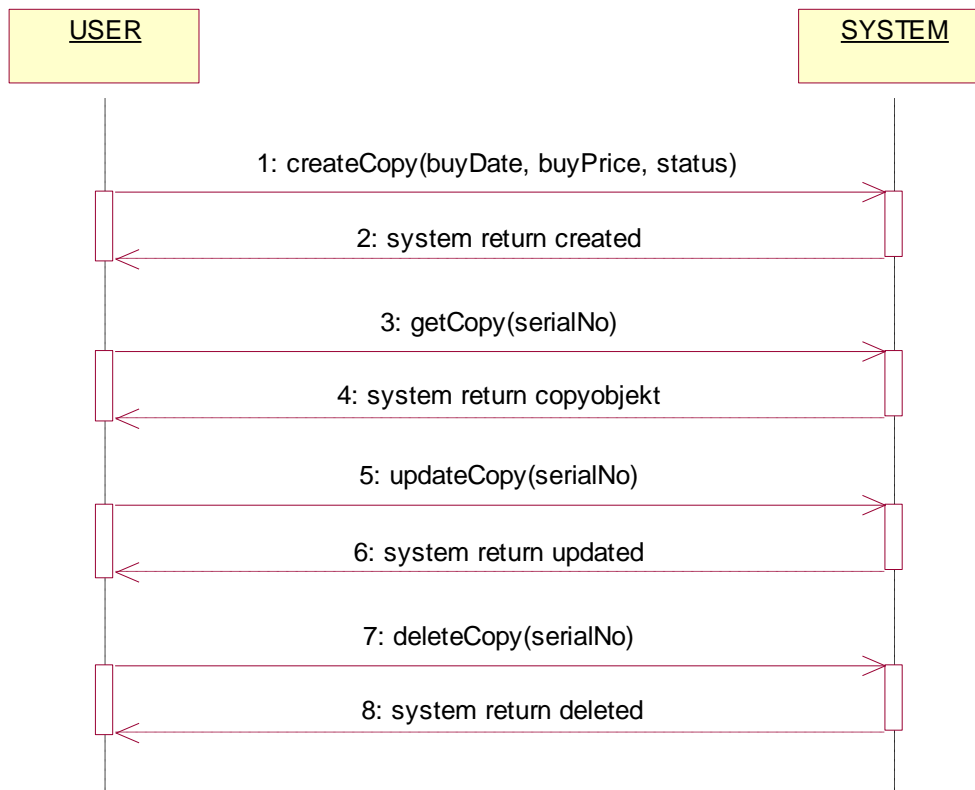 USER
SYSTEM
1: createCopy(buyDate, buyPrice, status)
2: system return created
3: getCopy(serialNo)
4: system return copyobjekt
5: updateCopy(serialNo)
6: system return updated
7: deleteCopy(serialNo)
8: system return deleted